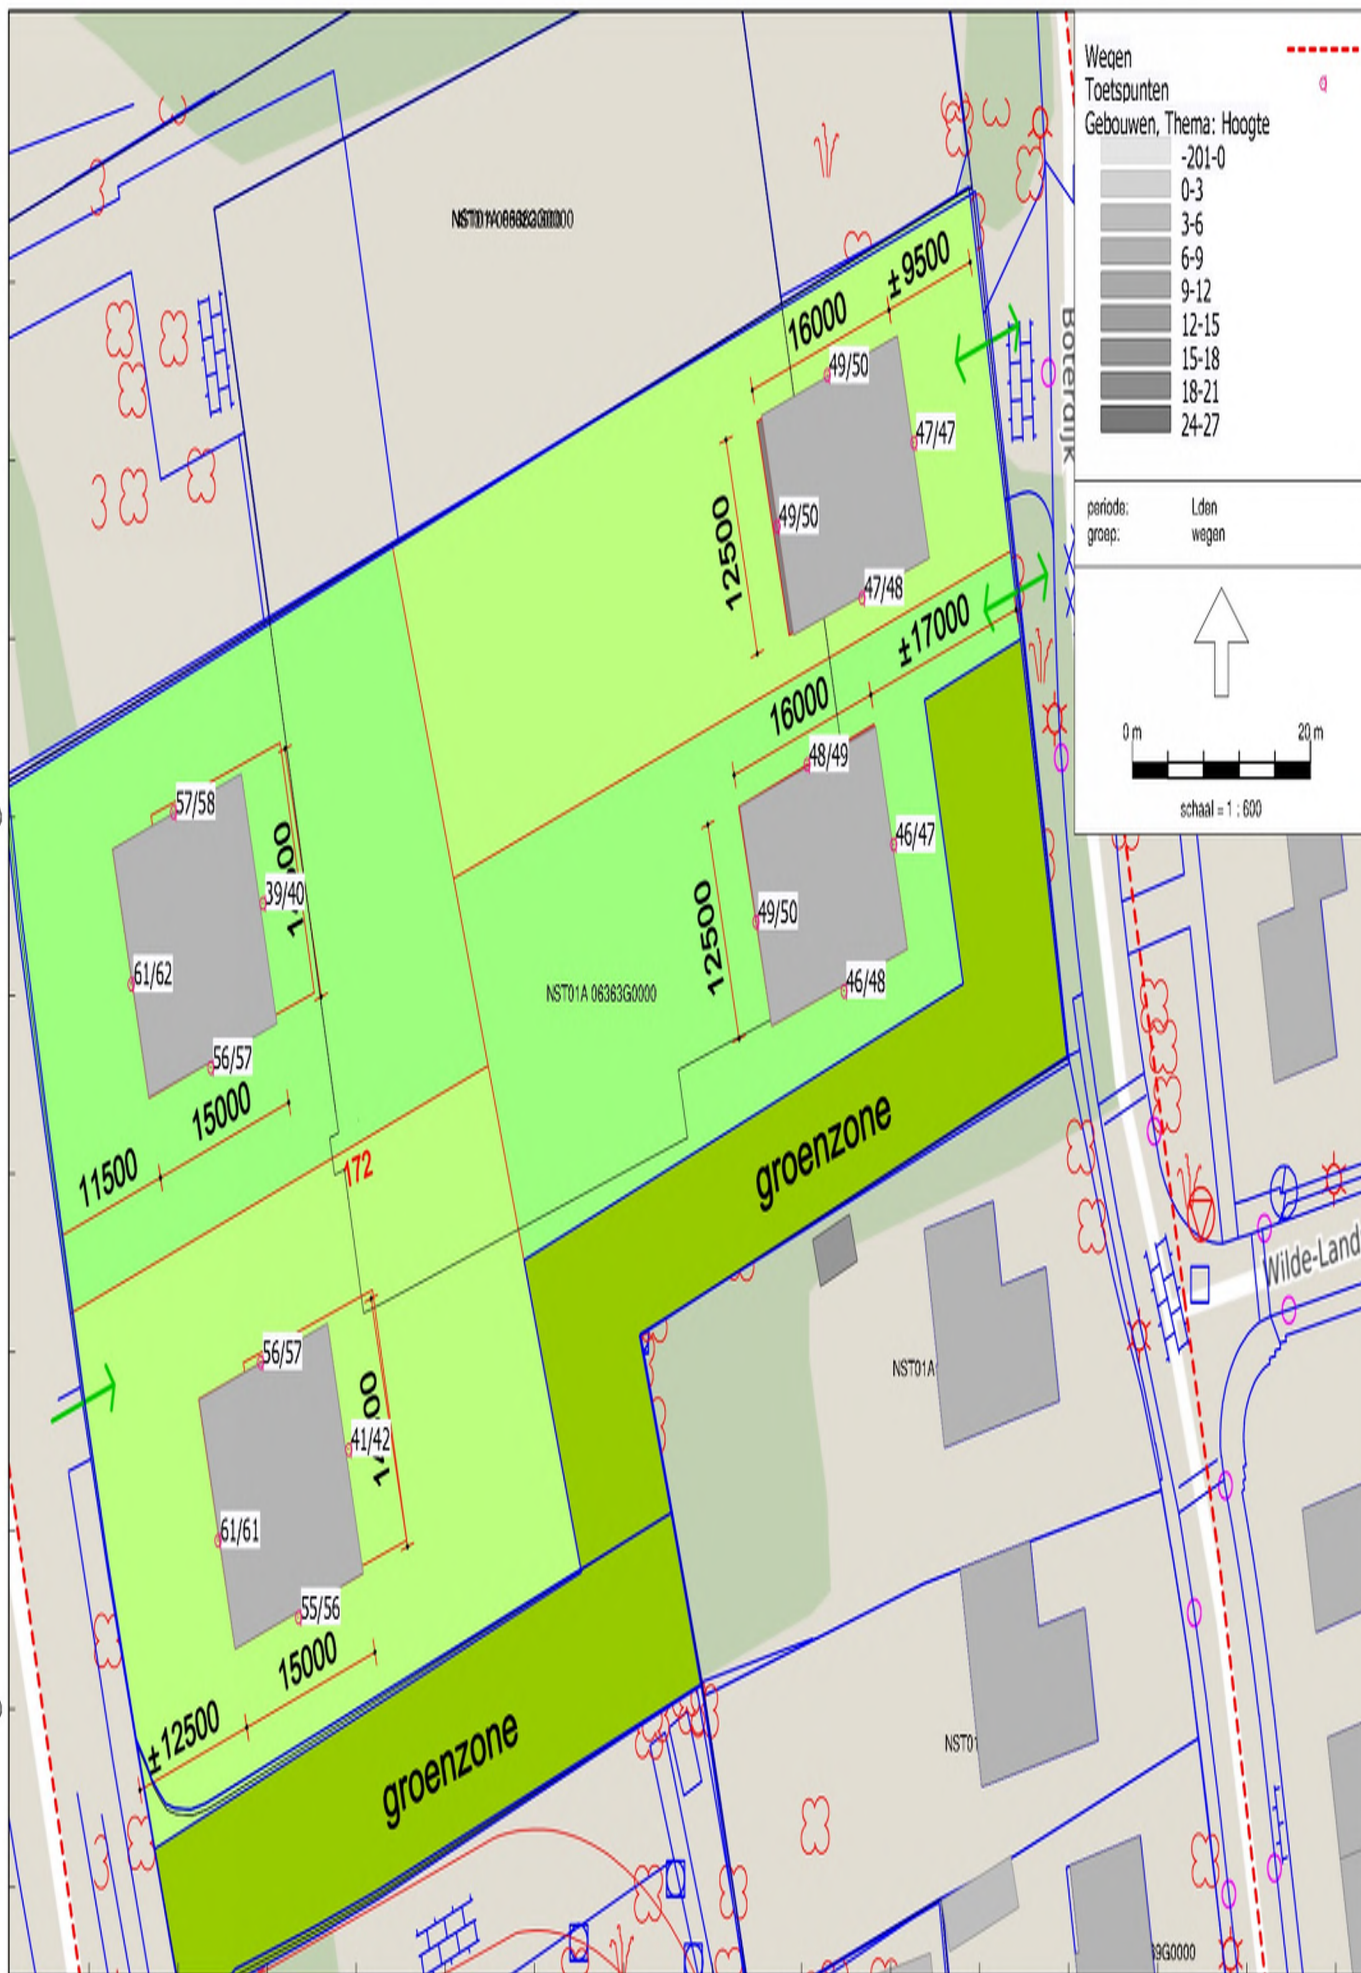 Wegen
Toetspunten
Gebouwen, Thema: Hoogte
-201-0
0-3
3-6
6-9
9-12
12-15
15-18
18-21
24-27
periode: Lden
groep: wegen
0 m 20 m
schaal = 1 : 600
Boterdijk
±9500
16000
49/50
47/47
49/50
12500
47/48
±17000
16000
48/49
46/47
49/50
12500
46/48
NST01A 06363G0000
57/58
39/40
61/62
56/57
15000
11500
172
groenzone
56/57
41/42
61/61
55/56
15000
±12500
groenzone
Wilde-Land
NST01A
NST01
39G0000